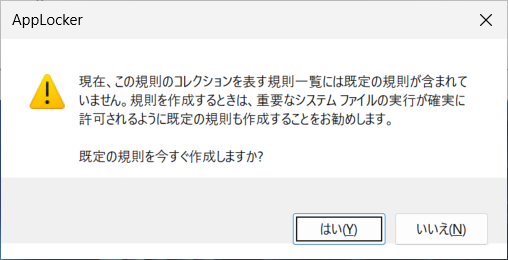 AppLocker
現在、この規則のコレクションを表す規則一覧には既定の規則が含まれて
いません。規則を作成するときは、重要なシステム ファイルの実行が確実に
許可されるように既定の規則も作成することをお勧めします。
既定の規則を今すぐ作成しますか?
はい(Y)
いいえ(N)